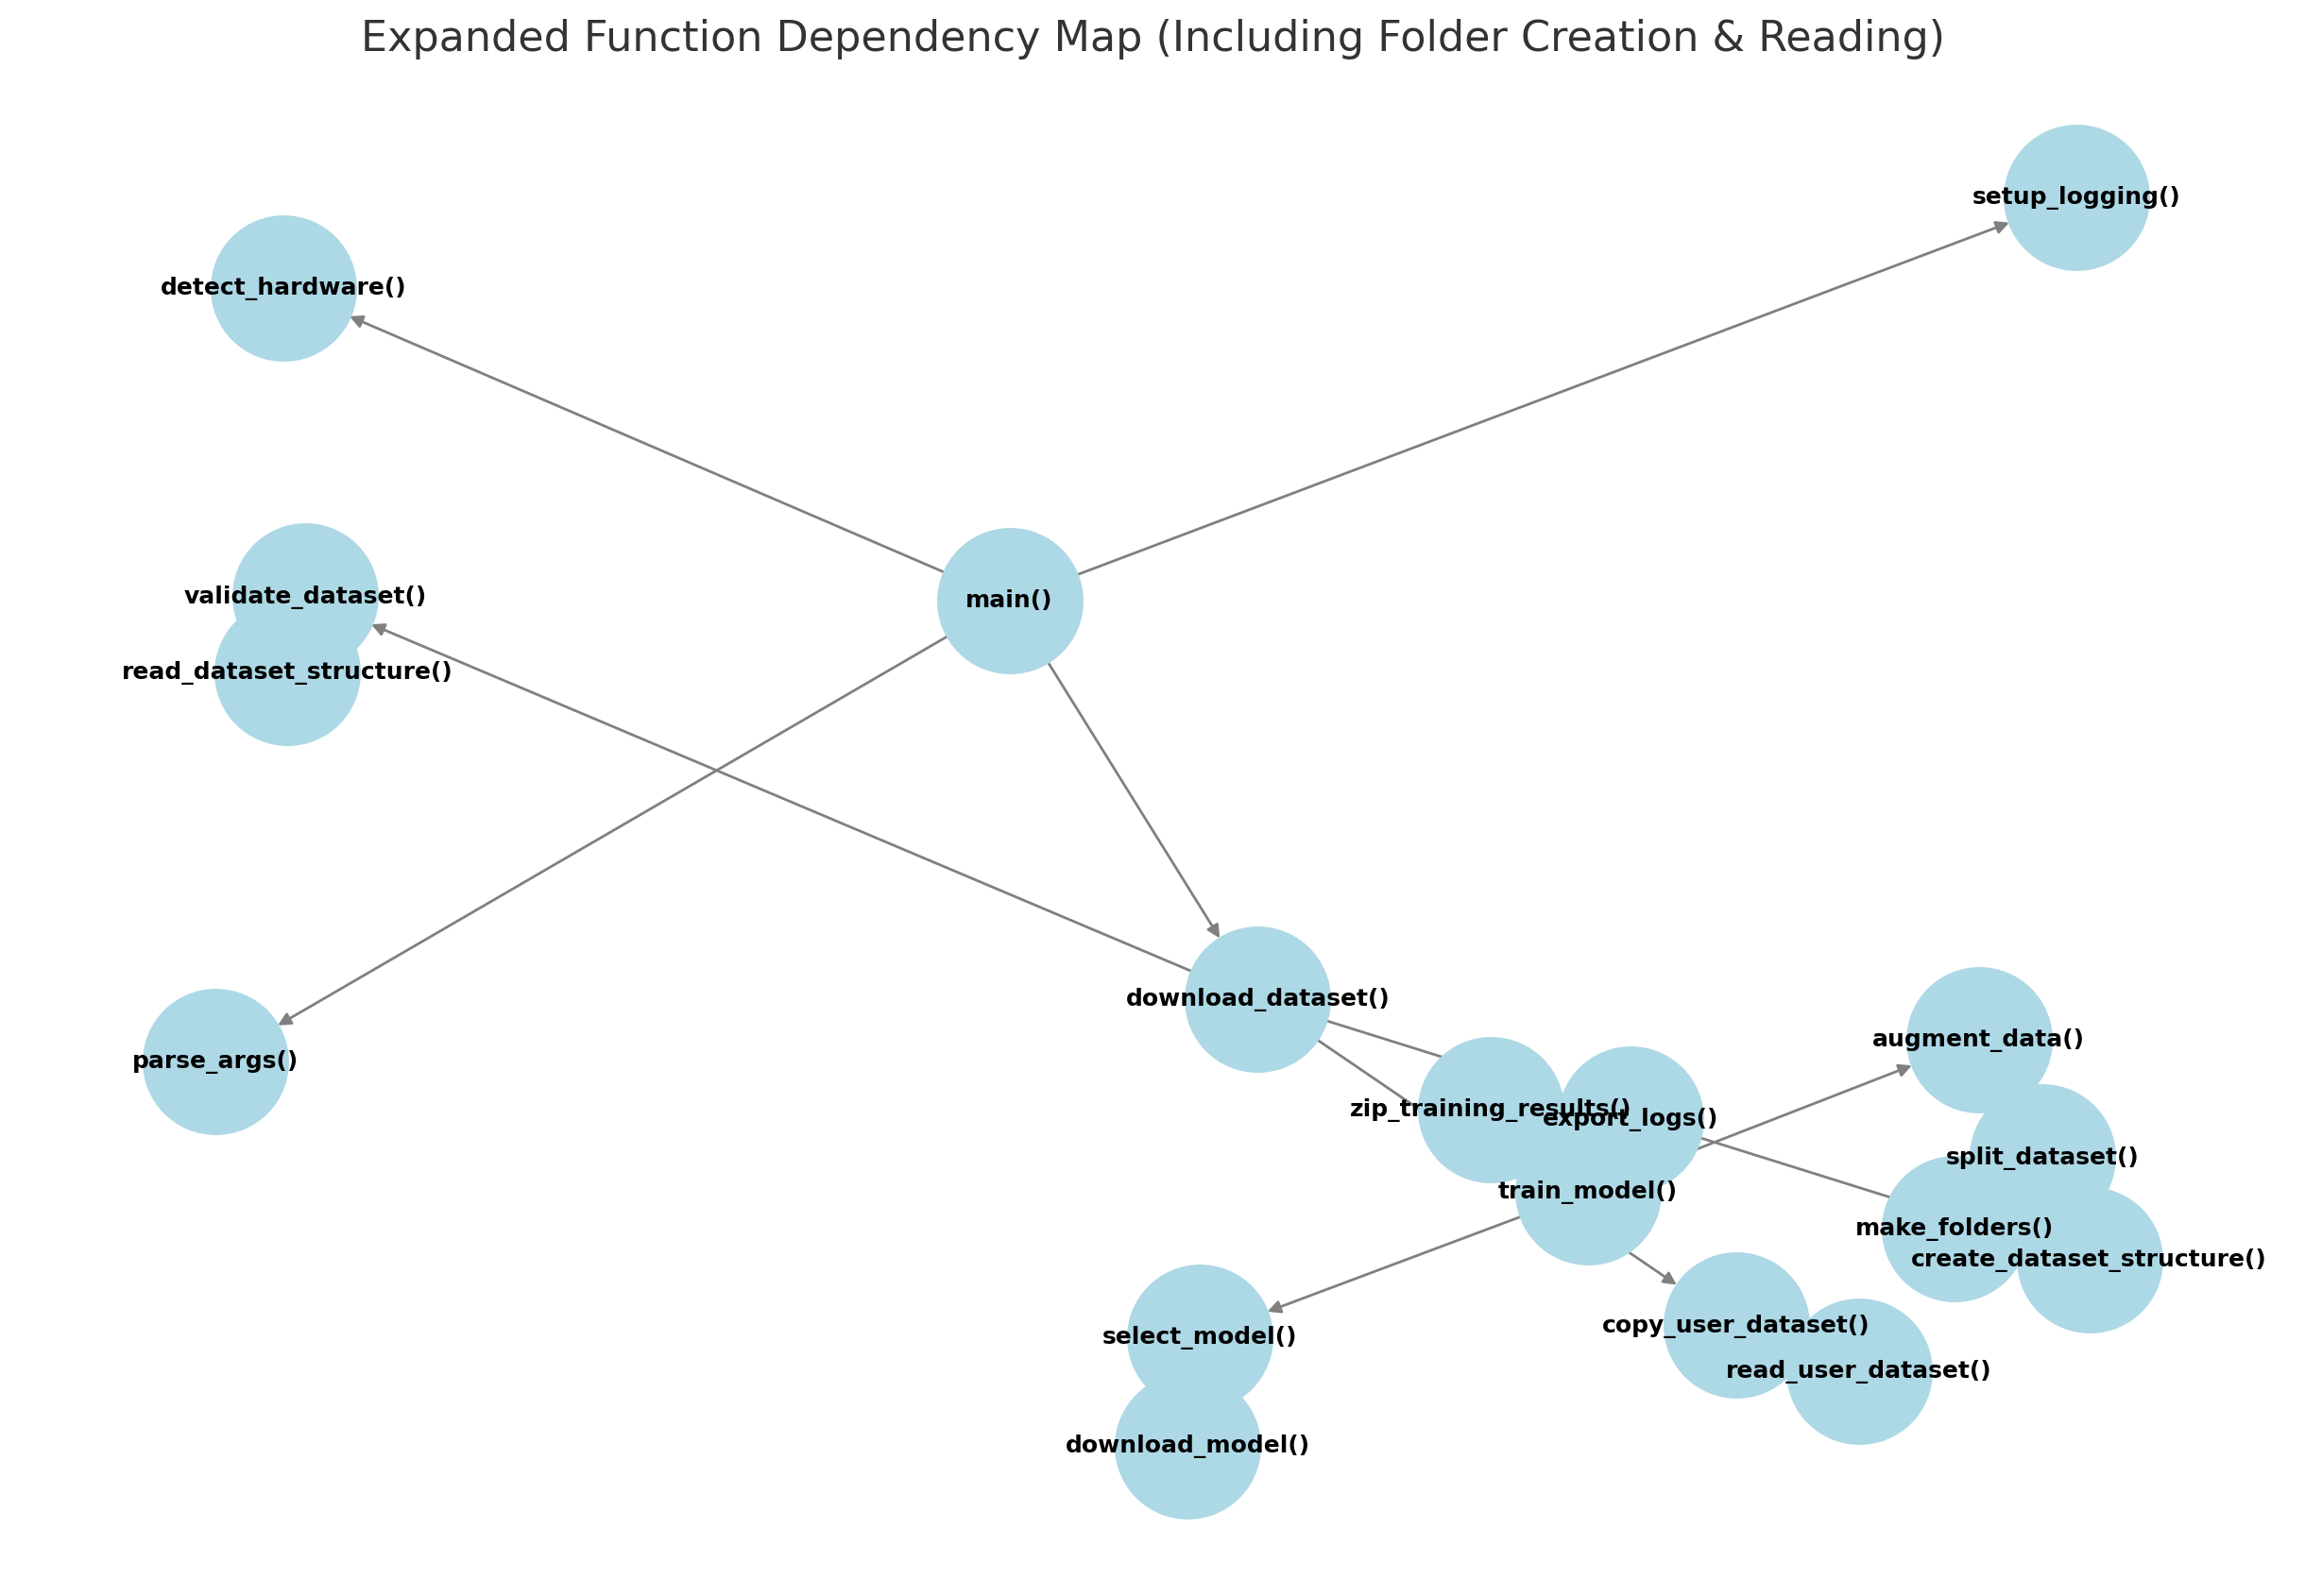 Expanded Function Dependency Map (Including Folder Creation & Reading)
setup_logging()
detect_hardware()
validate_dataset()
main()
read_dataset_structure()
download_dataset()
augment_data()
parse_args()
zip_training_results()
export_logs()
split_dataset()
train_model()
make_folders()
create_dataset_structure()
copy_user_dataset()
select_model()
read_user_dataset()
download_model()